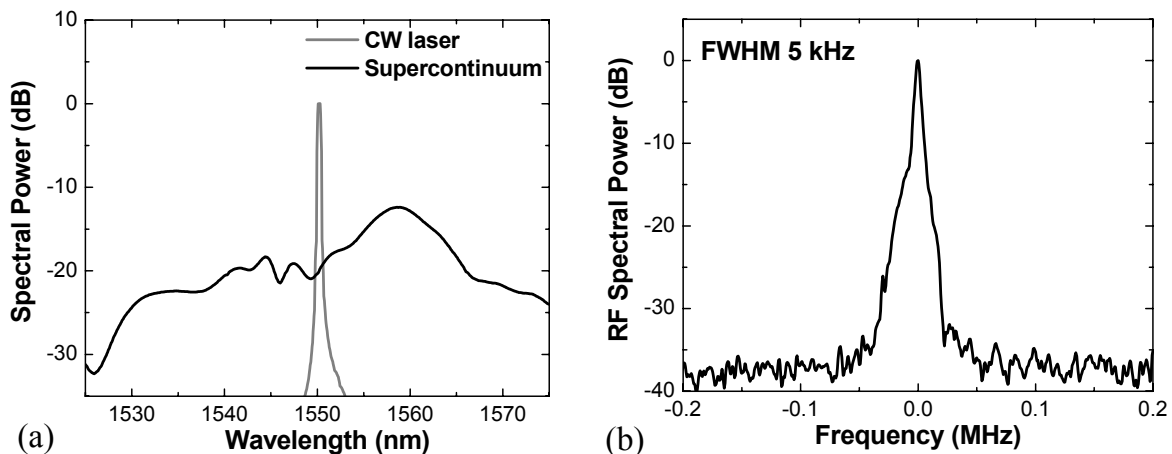 10
0
-10
-20
-30
Spectral Power (dB)
CW laser
Supercontinuum
1530 1540 1550 1560 1570
Wavelength (nm)
(a)
0
-10
-20
-30
-40
RF Spectral Power (dB)
FWHM 5 kHz
-0.2 -0.1 0.0 0.1 0.2
Frequency (MHz)
(b)